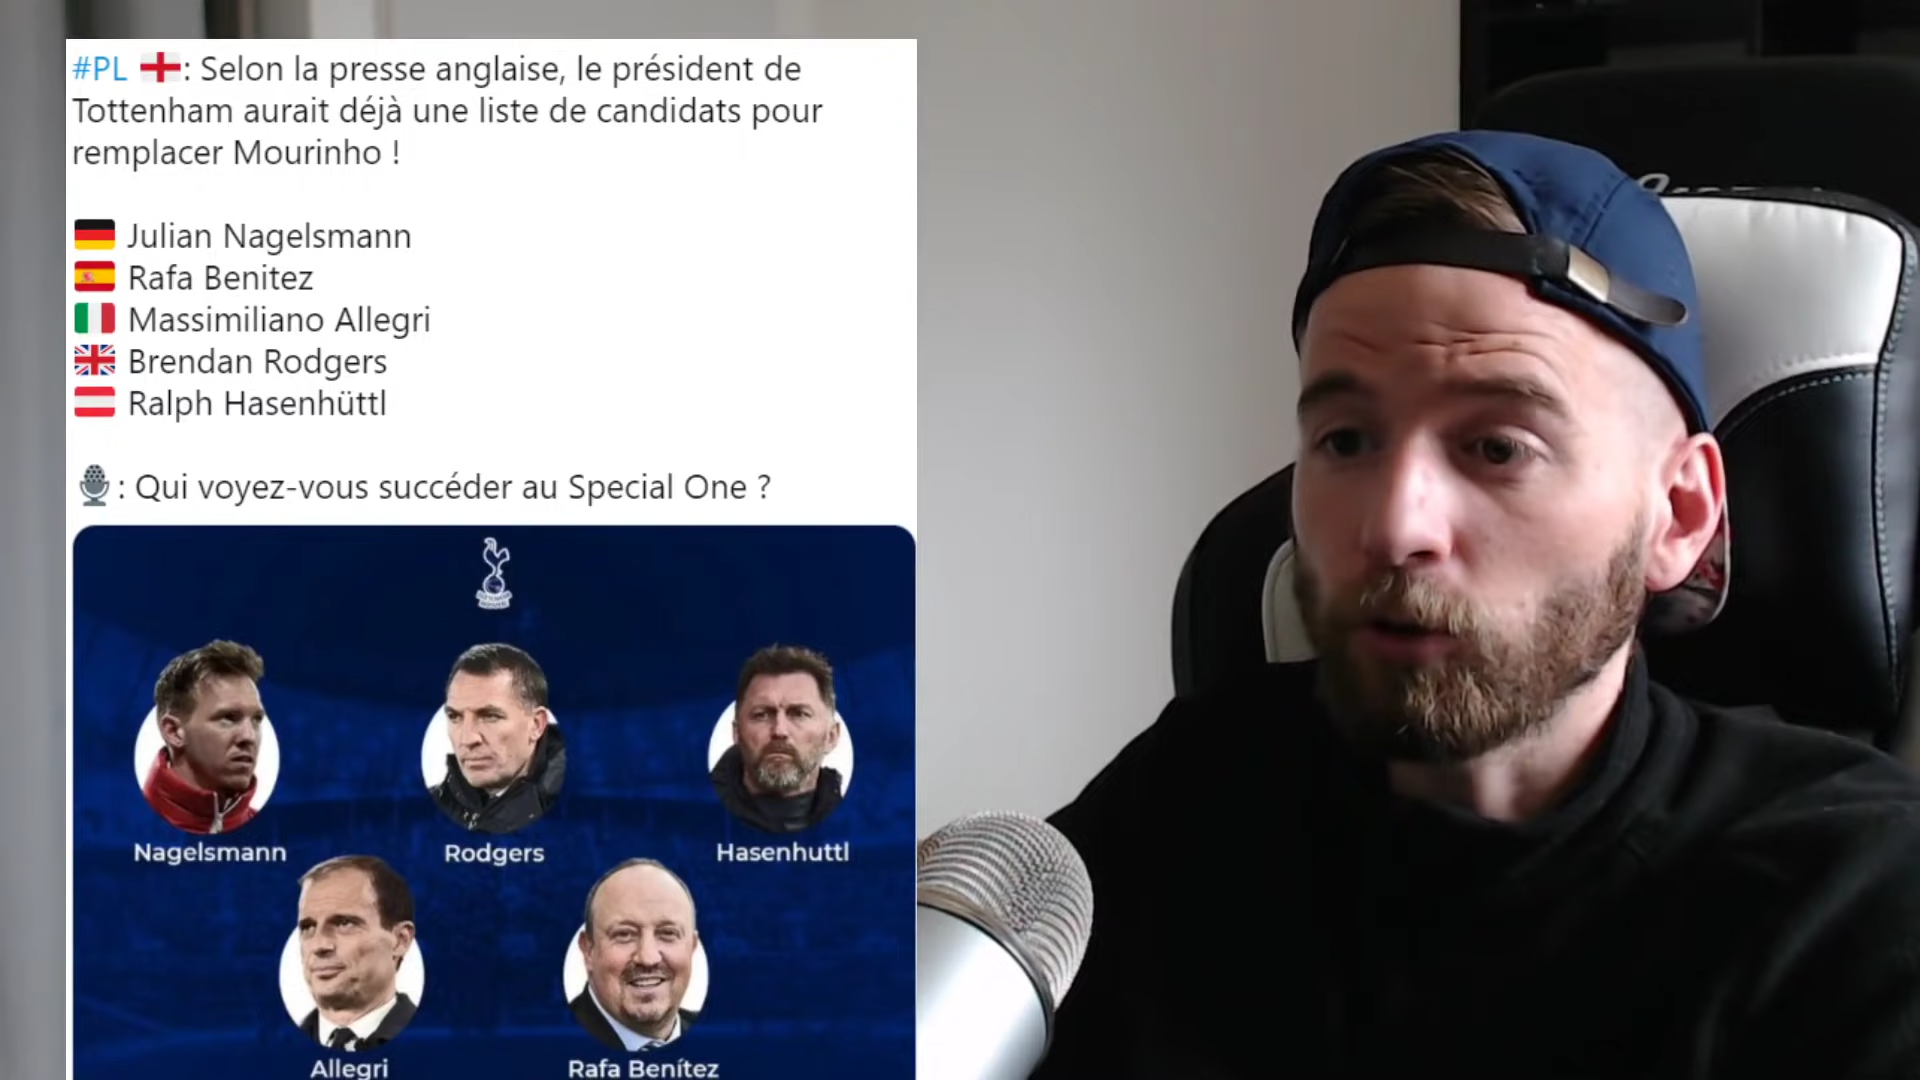 #PL : Selon la presse anglaise, le président de
Tottenham aurait déjà une liste de candidats pour
remplacer Mourinho !
Julian Nagelsmann
Rafa Benitez
Massimiliano Allegri
Brendan Rodgers
Ralph Hasenhüttl
: Qui voyez-vous succéder au Special One ?
Nagelsmann
Rodgers
Hasenhuttl
Allegri
Rafa Benítez